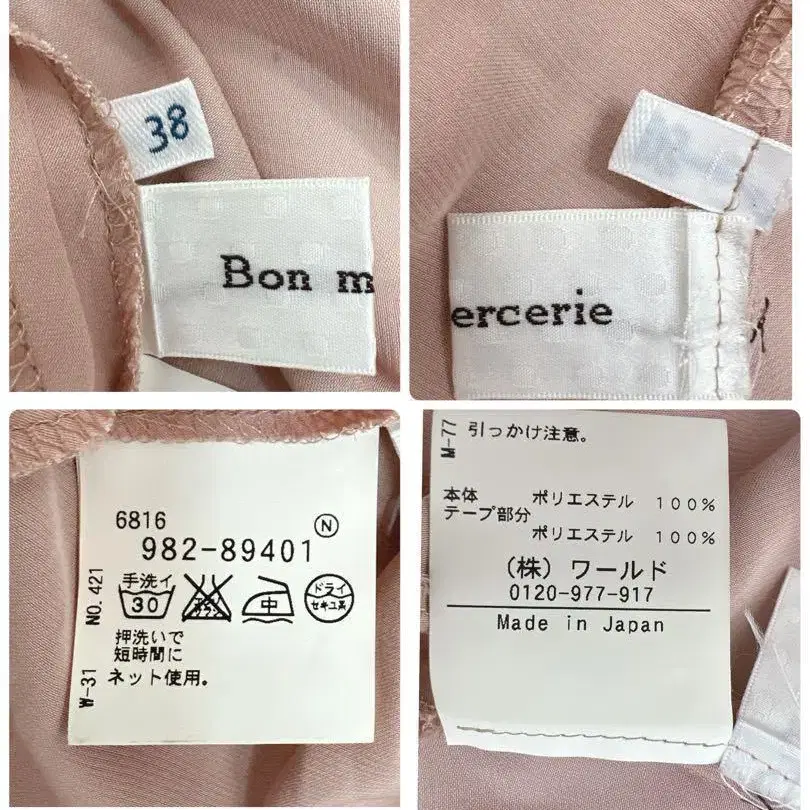 38
Bon m
ercerie
6816
Ⓝ
982-89401
NO. 421
手洗イ
30
中
ドライ
セキユ系
押洗いで
短時間に
ネット使用。
W-31
M-77
引っかけ注意。
本体 ポリエステル 100%
テープ部分
ポリエステル 100%
(株) ワールド
0120-977-917
Made in Japan